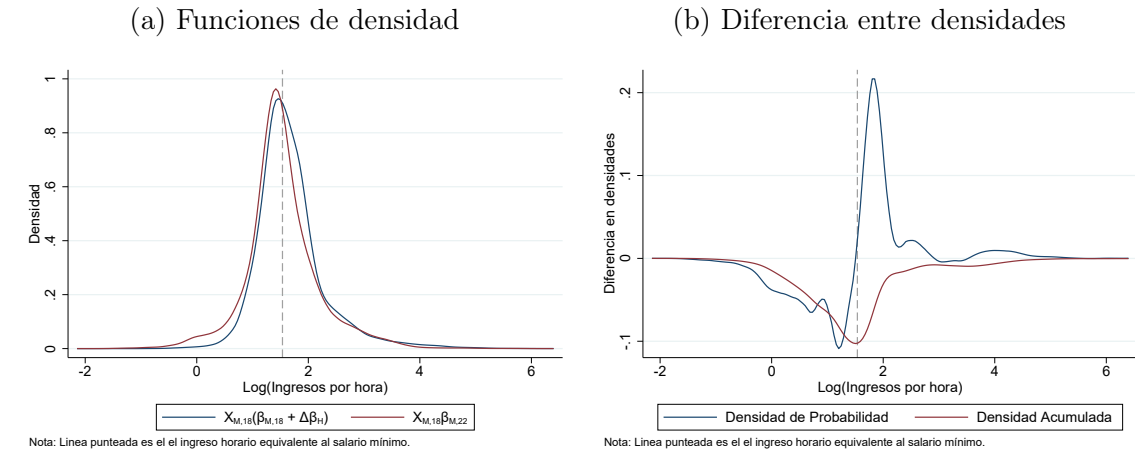 (a) Funciones de densidad
(b) Diferencia entre densidades
Densidad
0
.2
.4
.6
.8
1
-2
0
2
4
6
Log(Ingresos por hora)
X_{M,18}(β_{M,18} + Δβ_H)
X_{M,18}β_{M,22}
Nota: Linea punteada es el el ingreso horario equivalente al salario mínimo.
Diferencia en densidades
-.1
0
.1
.2
-2
0
2
4
6
Log(Ingresos por hora)
Densidad de Probabilidad
Densidad Acumulada
Nota: Linea punteada es el el ingreso horario equivalente al salario mínimo.